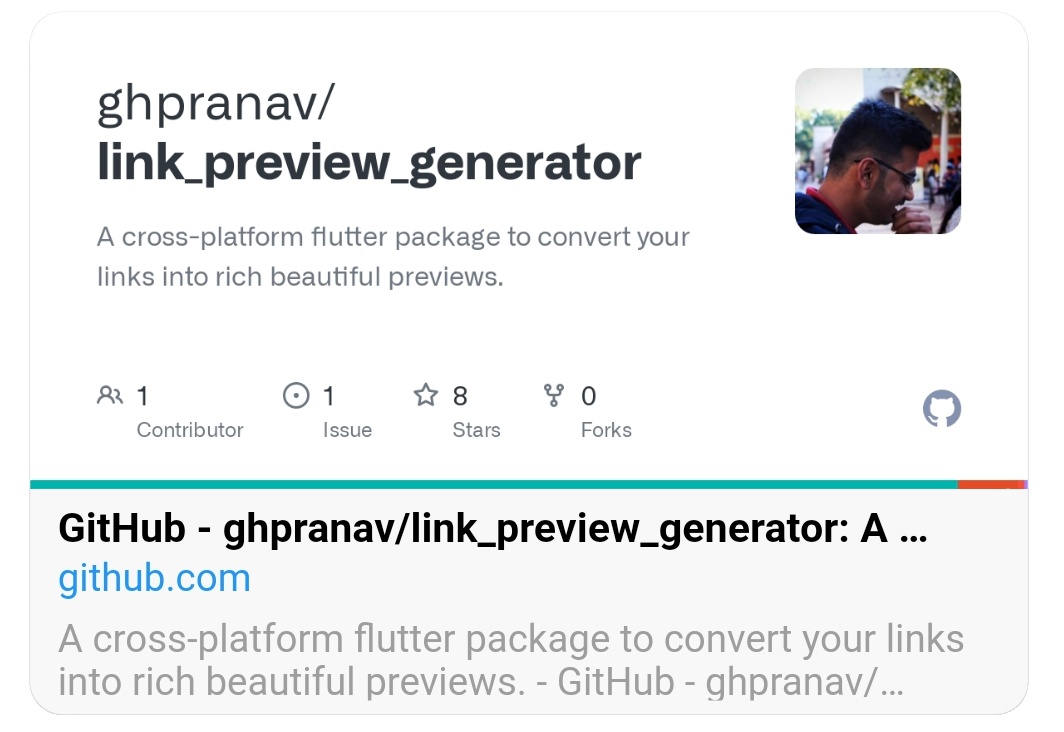 ghpranav/
link_preview_generator
A cross-platform flutter package to convert your
links into rich beautiful previews.
1 1 8 0
Contributor Issue Stars Forks
GitHub - ghpranav/link_preview_generator: A ...
github.com
A cross-platform flutter package to convert your links
into rich beautiful previews. - GitHub - ghpranav/...